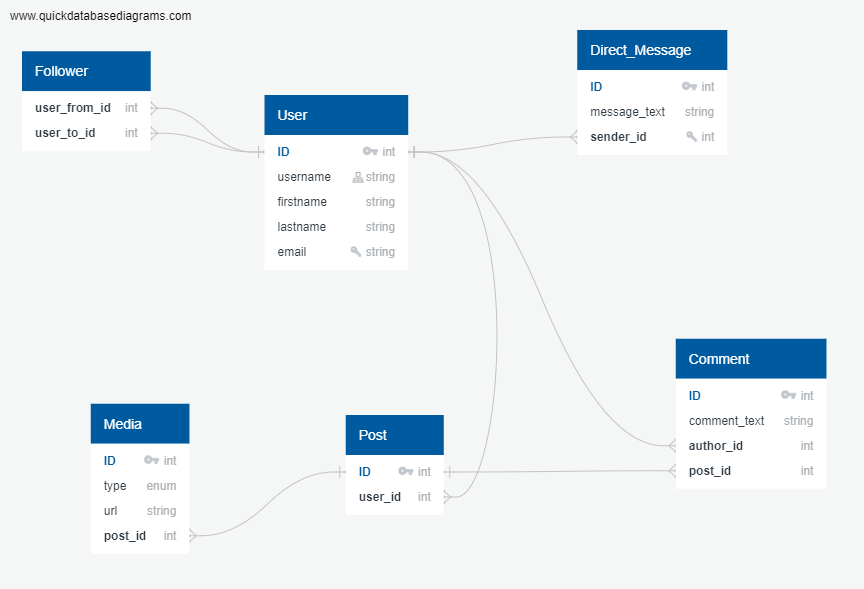 www.quickdatabasediagrams.com
Follower
user_from_id int
user_to_id int
User
ID int
username string
firstname string
lastname string
email string
Direct_Message
ID int
message_text string
sender_id int
Media
ID int
type enum
url string
post_id int
Post
ID int
user_id int
Comment
ID int
comment_text string
author_id int
post_id int